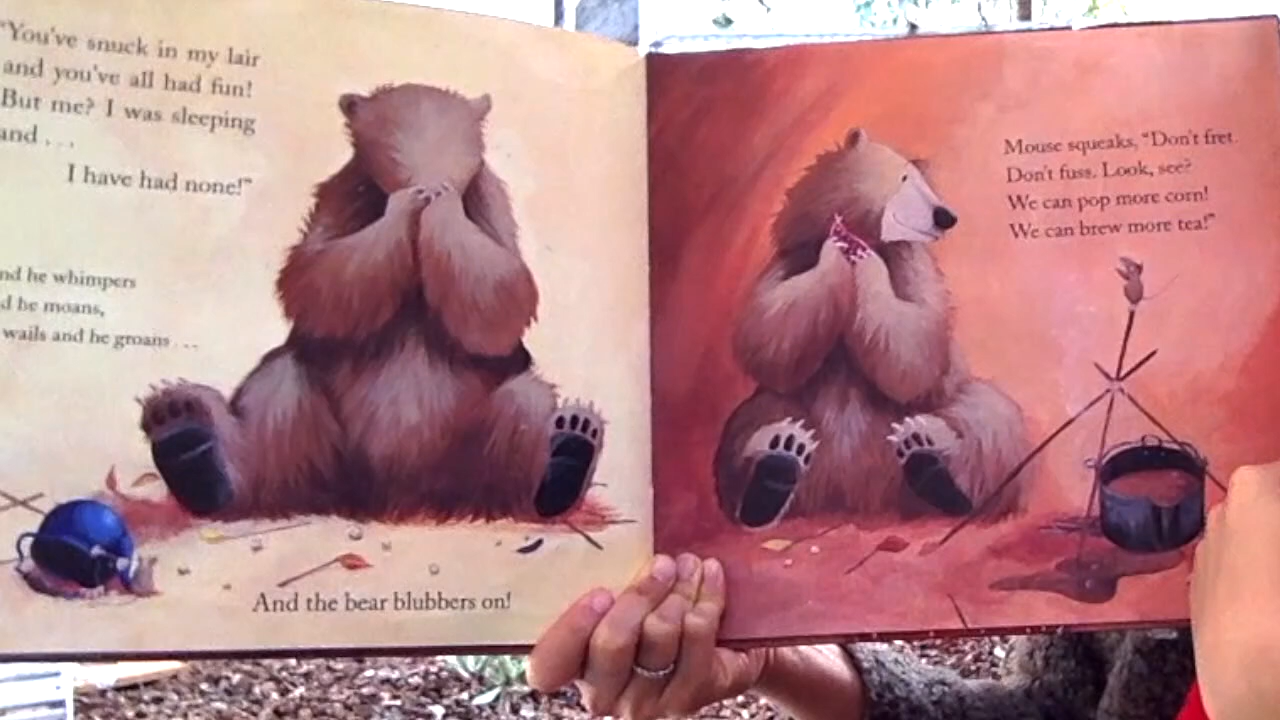 "You've snuck in my lair
and you've all had fun!
But me? I was sleeping
and . . .
I have had none!"
nd he whimpers
d he moans,
wails and he groans . . .
And the bear blubbers on!
Mouse squeaks, "Don't fret.
Don't fuss. Look, see?
We can pop more corn!
We can brew more tea!"